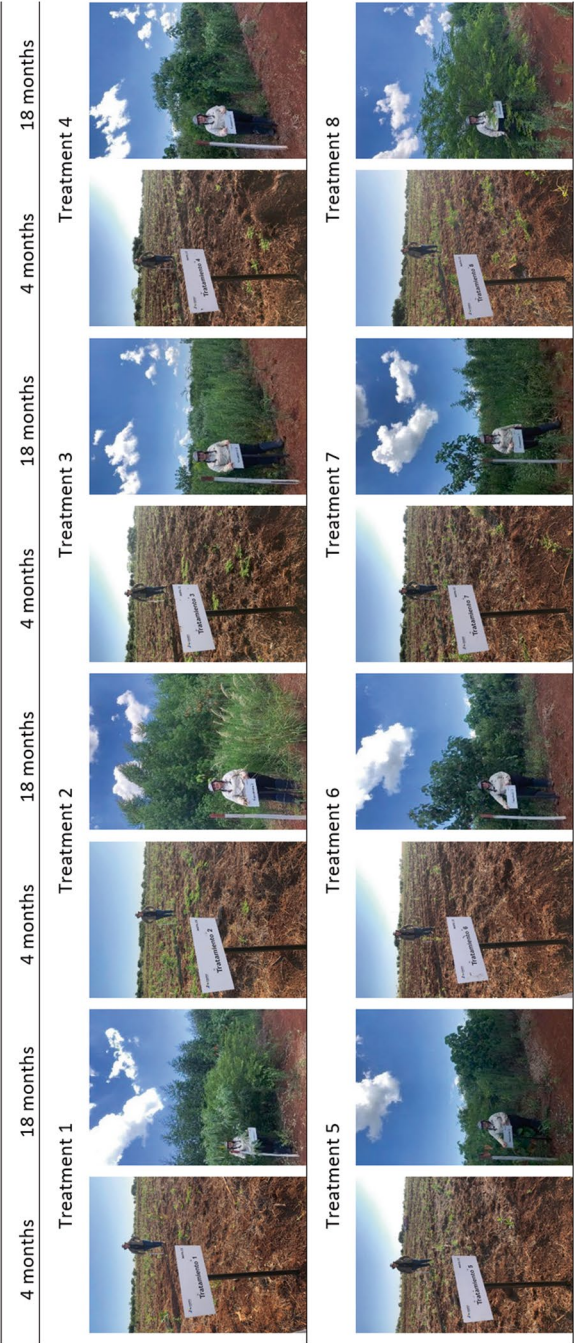 4 months 18 months 4 months 18 months 4 months 18 months 4 months 18 months
Treatment 1 Treatment 2 Treatment 3 Treatment 4
Tratamiento 1
Tratamiento 2
Tratamiento 3
Tratamiento 4
Treatment 5 Treatment 6 Treatment 7 Treatment 8
Tratamiento 5
Tratamiento 6
Tratamiento 7
Tratamiento 8